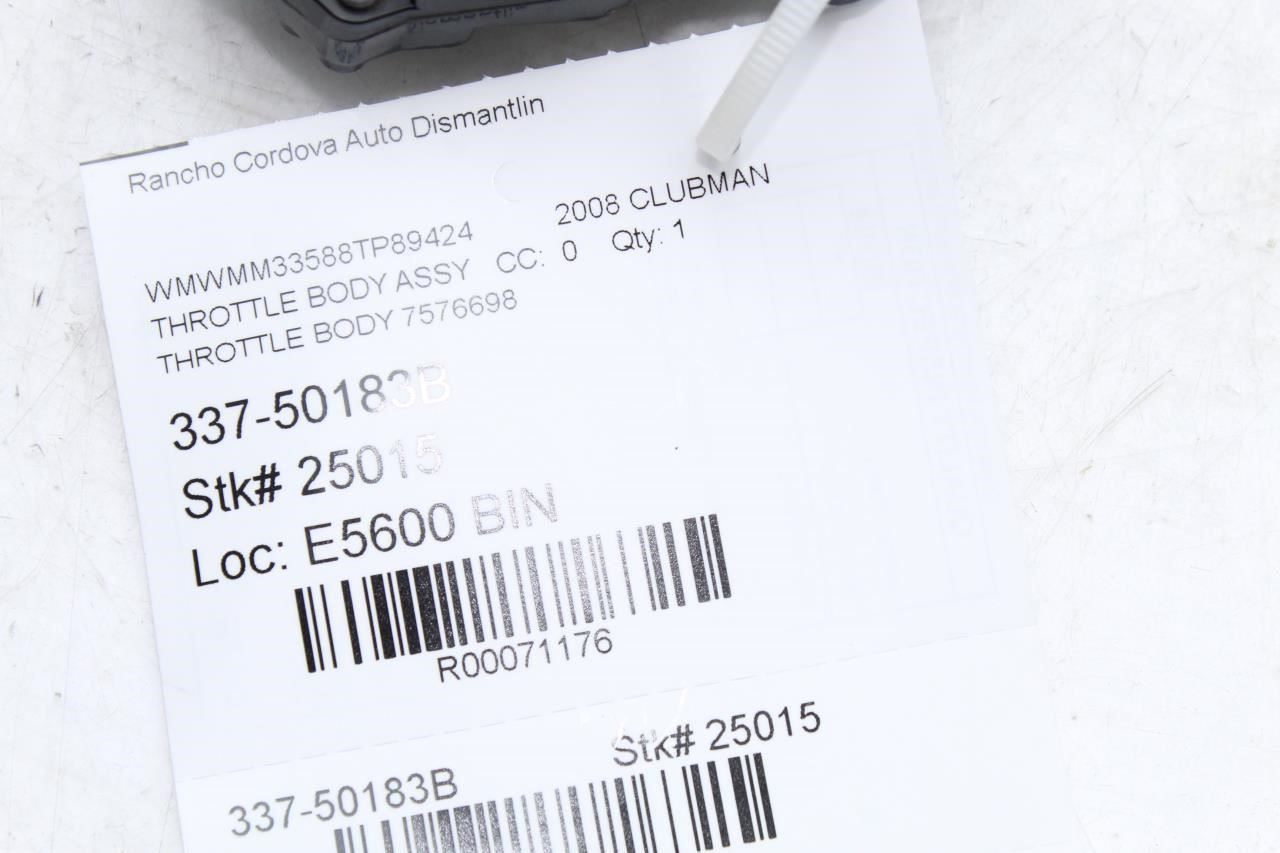 Rancho Cordova Auto Dismantlin
2008 CLUBMAN
WMWMM33588TP89424
THROTTLE BODY ASSY CC: 0 Qty: 1
THROTTLE BODY 7576698
337-50183B
Stk# 25015
Loc: E5600 BIN
R00071176
Stk# 25015
337-50183B